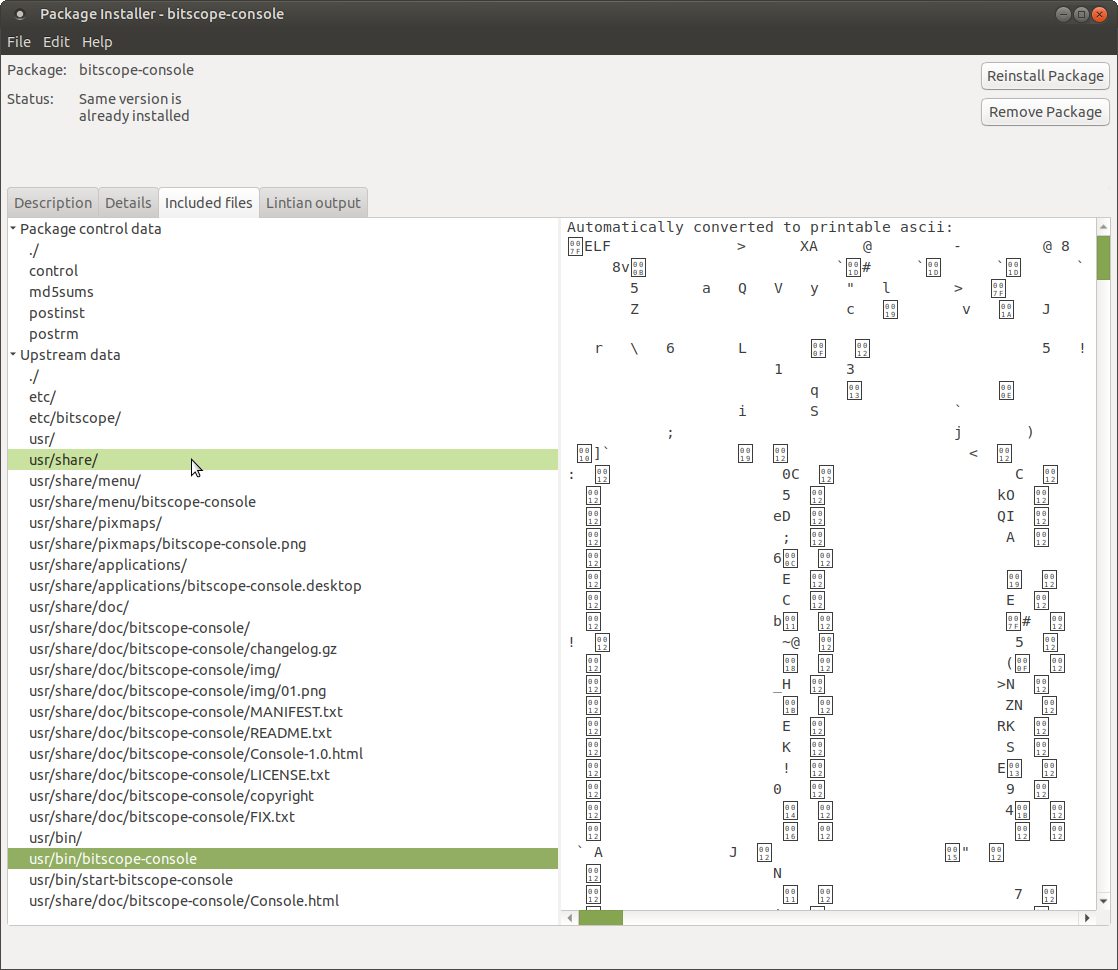 Package Installer - bitscope-console
File Edit Help
Package: bitscope-console
Reinstall Package
Status: Same version is
already installed
Remove Package
Description Details Included files Lintian output
Package control data
./
control
md5sums
postinst
postrm
Upstream data
./
etc/
etc/bitscope/
usr/
usr/share/
usr/share/menu/
usr/share/menu/bitscope-console
usr/share/pixmaps/
usr/share/pixmaps/bitscope-console.png
usr/share/applications/
usr/share/applications/bitscope-console.desktop
usr/share/doc/
usr/share/doc/bitscope-console/
usr/share/doc/bitscope-console/changelog.gz
usr/share/doc/bitscope-console/img/
usr/share/doc/bitscope-console/img/01.png
usr/share/doc/bitscope-console/MANIFEST.txt
usr/share/doc/bitscope-console/README.txt
usr/share/doc/bitscope-console/Console-1.0.html
usr/share/doc/bitscope-console/LICENSE.txt
usr/share/doc/bitscope-console/copyright
usr/share/doc/bitscope-console/FIX.txt
usr/bin/
usr/bin/bitscope-console
usr/bin/start-bitscope-console
usr/share/doc/bitscope-console/Console.html
Automatically converted to printable ascii:
ELF > XA @ - @ 8
8v ` # ` ` `
5 a Q V y " l >
Z c v J
r \ 6 L 5 !
1 3
q
i S `
; j )
]` <
: 0C C
5 kO
eD QI
; A
6
E
C E
b #
! ~@ 5
(
_H >N
ZN
E RK
K S
! E
0 9
4
` A J "
N
7